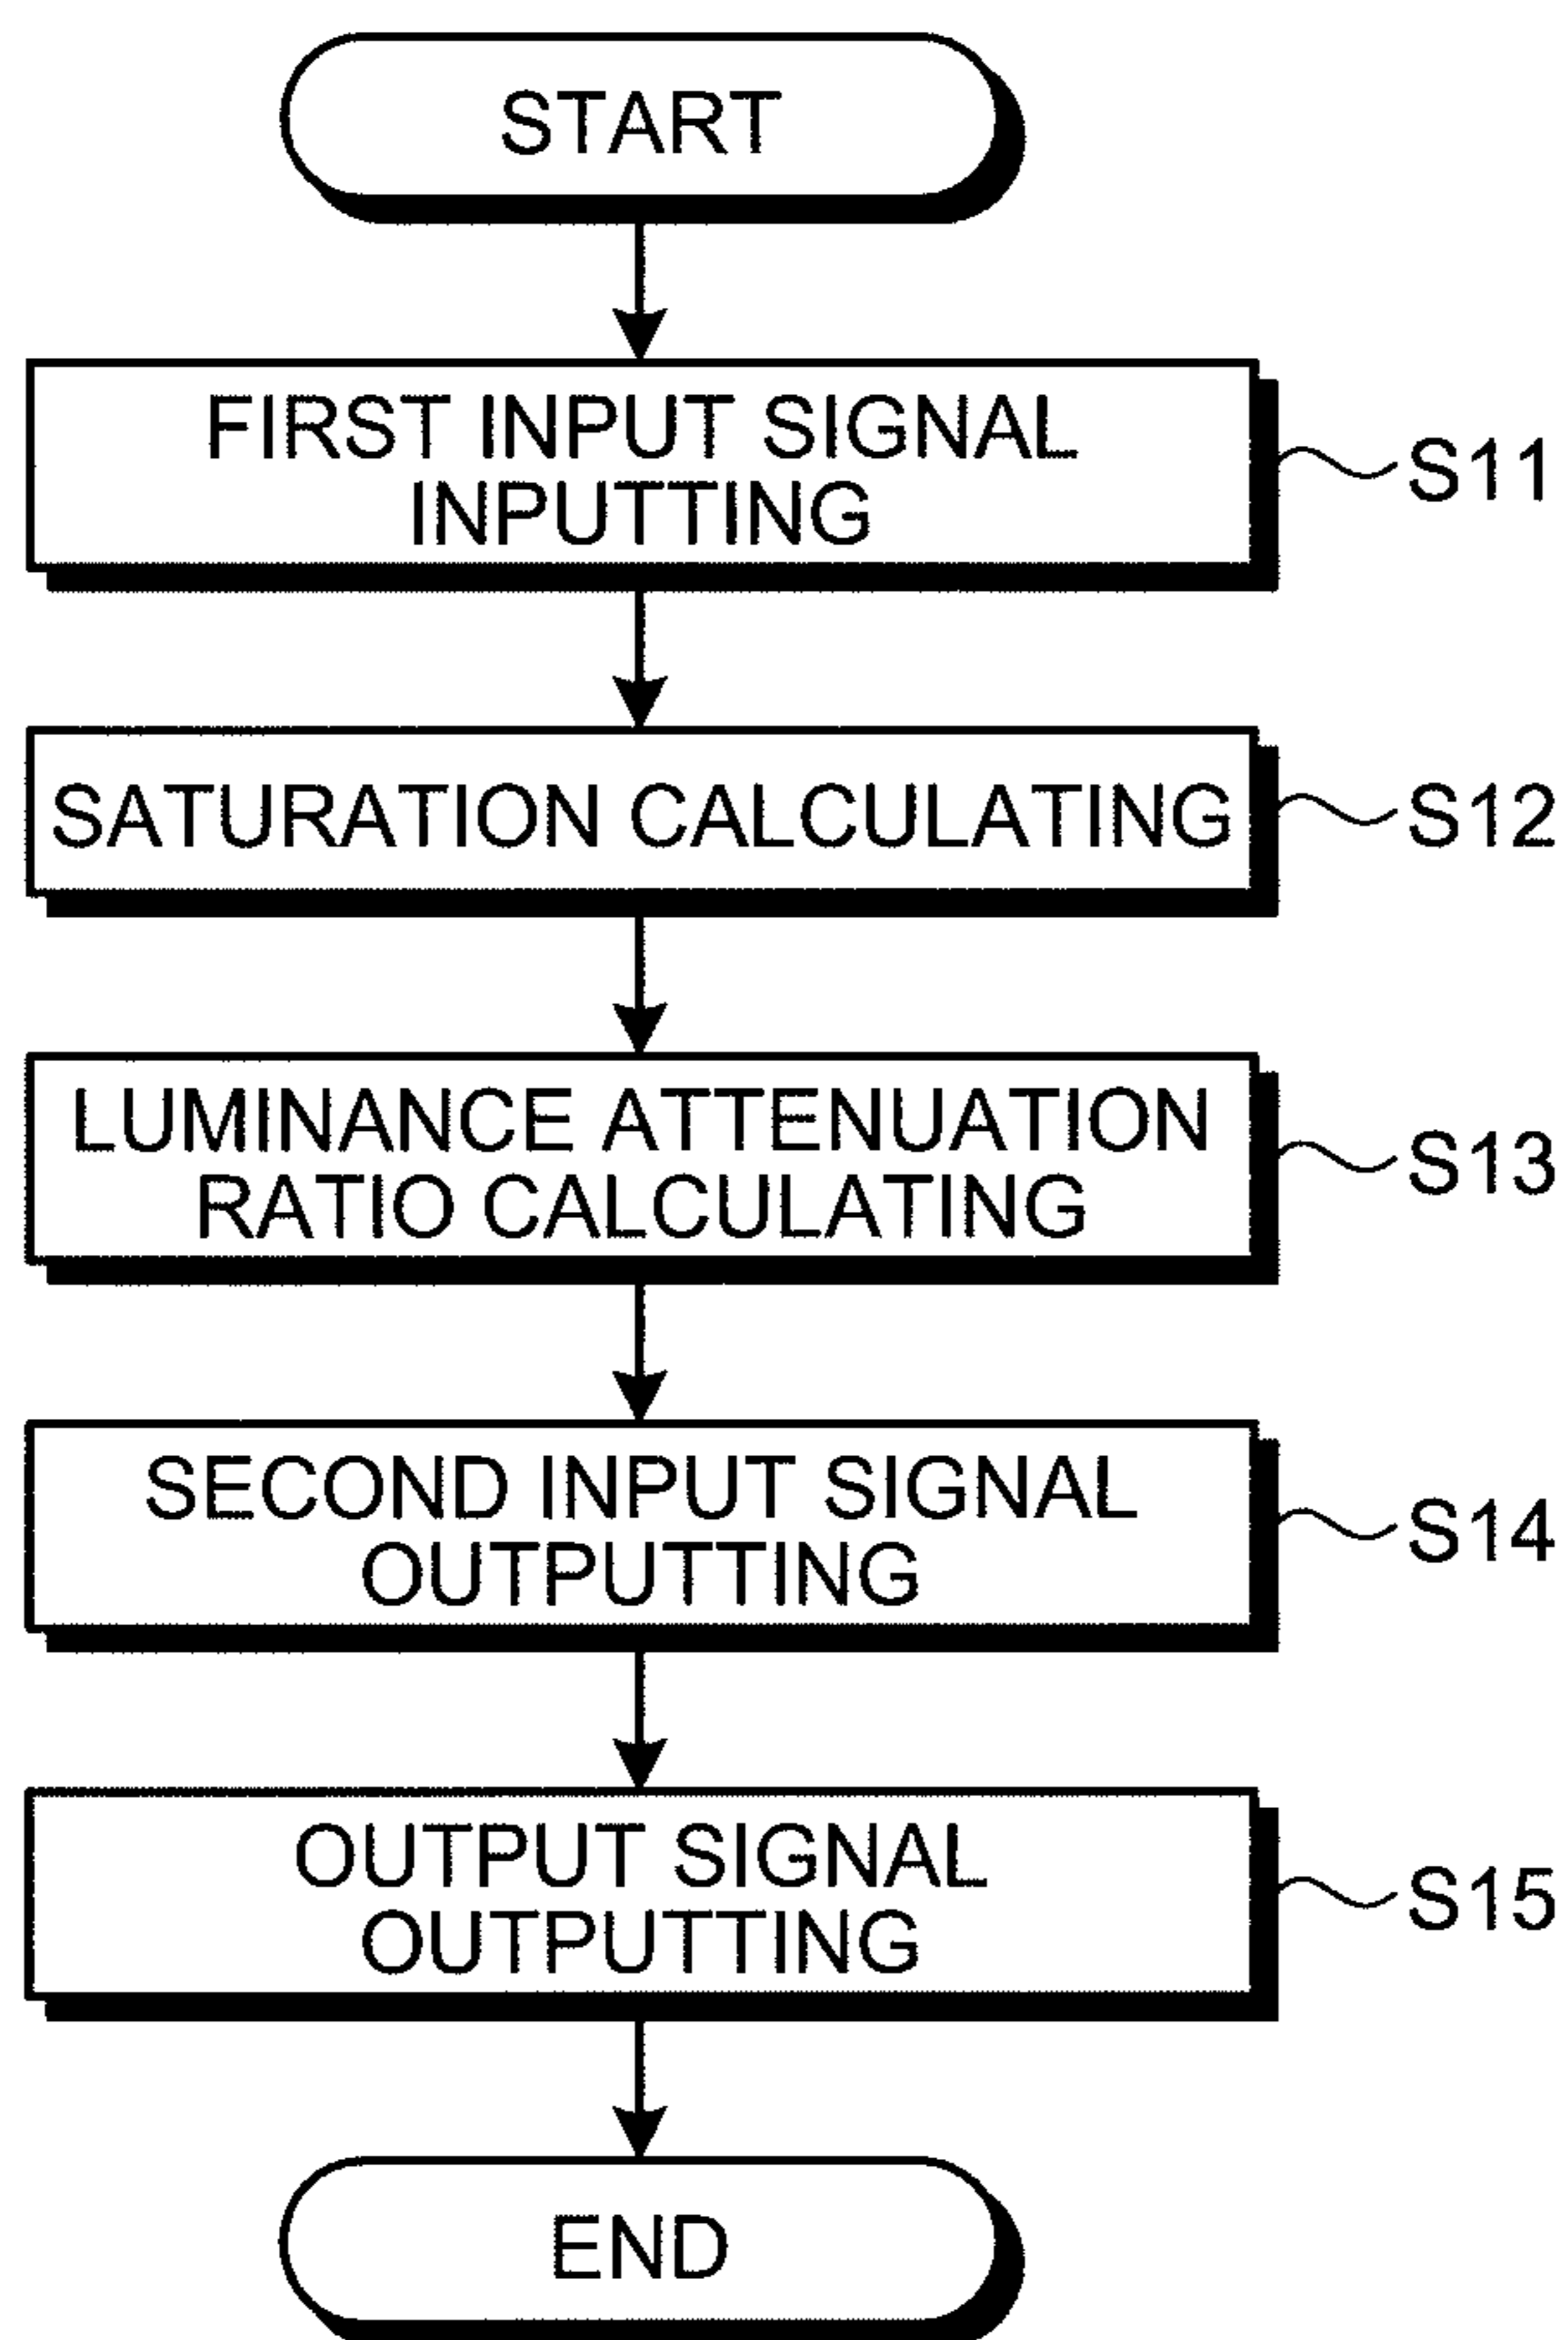 START
FIRST INPUT SIGNAL
INPUTTING
S11
SATURATION CALCULATING
S12
LUMINANCE ATTENUATION
RATIO CALCULATING
S13
SECOND INPUT SIGNAL
OUTPUTTING
S14
OUTPUT SIGNAL
OUTPUTTING
S15
END